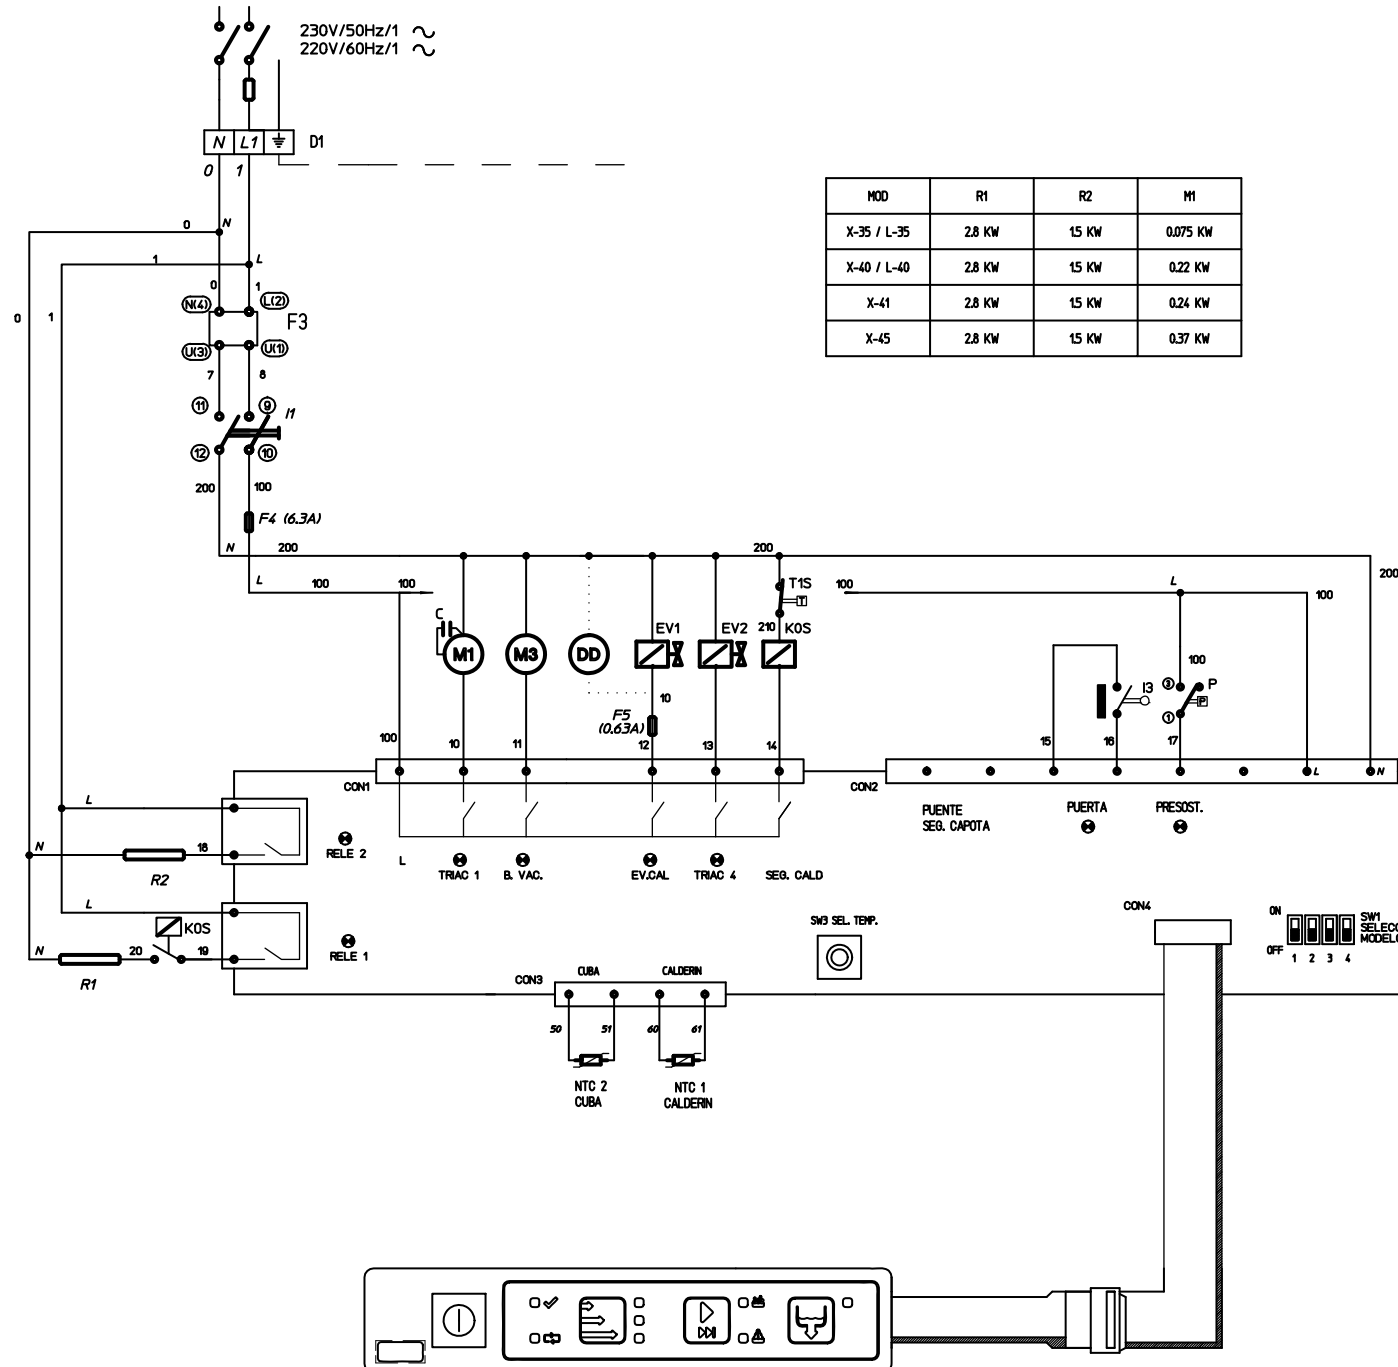 230V/50Hz/1
220V/60Hz/1
N L1 D1
0 1
MOD R1 R2 M1
X-35 / L-35 2.8 KW 1.5 KW 0.075 KW
X-40 / L-40 2.8 KW 1.5 KW 0.22 KW
X-41 2.8 KW 1.5 KW 0.24 KW
X-45 2.8 KW 1.5 KW 0.37 KW
0 N
1 L
0 1
N(4) L(2)
0 1 F3
U(3) U(1)
7 8
11 9 I1
12 10
200 100
F4 (6.3A)
N 200 200
200
L 100 100 100 L 100
T1S
T
C EV1 EV2 210 K0S
M1 M3 DD
100
10 I3 3 P
P
F5
(0.63A)
1
100 10 11 12 13 14 15 16 17
CON1 CON2 L N
L
PUENTE
SEG. CAPOTA
PUERTA PRESOST.
N 18 RELE 2
R2
L TRIAC 1 B. VAC. EV.CAL TRIAC 4 SEG. CALD
L
K0S
N 20 19 RELE 1
R1
SW3 SEL. TEMP.
CON4
ON
OFF
1 2 3 4
SW1
SELECC
MODELO
CON3 CUBA CALDERIN
50 51 60 61
NTC 2
CUBA
NTC 1
CALDERIN